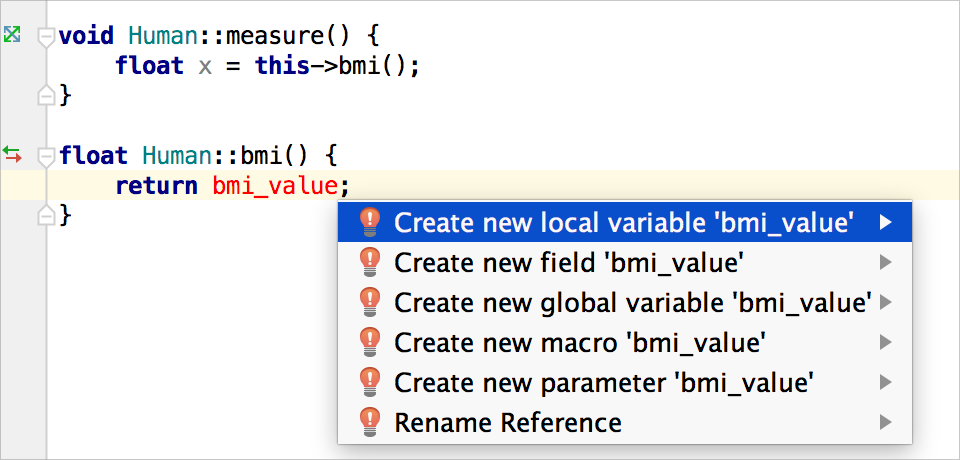 void Human::measure() {
float x = this->bmi();
}
float Human::bmi() {
return bmi_value;
}
Create new local variable 'bmi_value'
Create new field 'bmi_value'
Create new global variable 'bmi_value'
Create new macro 'bmi_value'
Create new parameter 'bmi_value'
Rename Reference